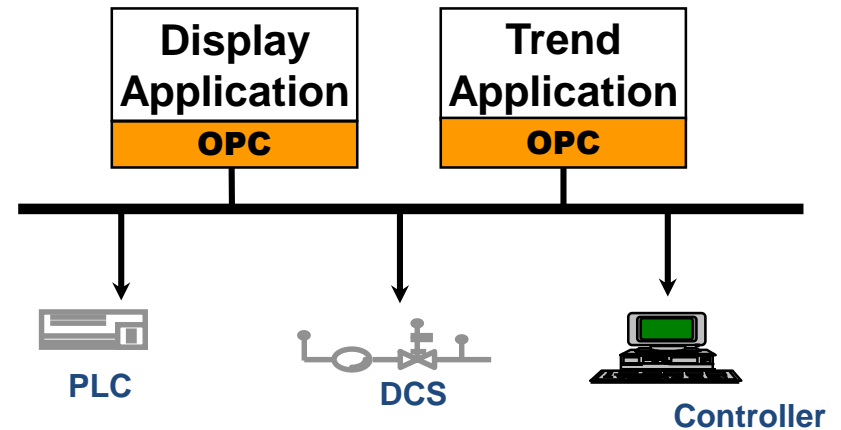 Display
Application
OPC
Trend
Application
OPC
PLC
DCS
Controller